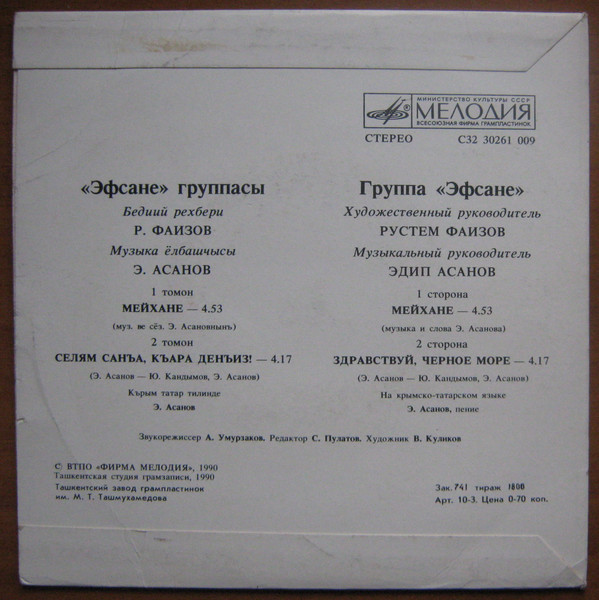 МИНИСТЕРСТВО КУЛЬТУРЫ СССР
МЕЛОДИЯ
ВСЕСОЮЗНАЯ ФИРМА ГРАМПЛАСТИНОК
СТЕРЕО С32 30261 009
«Эфсане» группасы
Бедиий рехбери
Р. ФАИЗОВ
Музыка ёлбашчысы
Э. АСАНОВ
1 томон
МЕЙХАНЕ — 4.53
(муз. ве сёз. Э. Асановнынъ)
2 томон
СЕЛЯМ САНЪА, КЪАРА ДЕНЪИЗ! — 4.17
(Э. Асанов — Ю. Кандымов, Э. Асанов)
Къырым татар тилинде
Э. Асанов
Группа «Эфсане»
Художественный руководитель
РУСТЕМ ФАИЗОВ
Музыкальный руководитель
ЭДИП АСАНОВ
1 сторона
МЕЙХАНЕ — 4.53
(музыка и слова Э. Асанова)
2 сторона
ЗДРАВСТВУЙ, ЧЕРНОЕ МОРЕ — 4.17
(Э. Асанов — Ю. Кандымов, Э. Асанов)
На крымско-татарском языке
Э. Асанов, пение
Звукорежиссер А. Умурзаков. Редактор С. Пулатов. Художник В. Куликов
С ВТПО «ФИРМА МЕЛОДИЯ», 1990
Ташкентская студия грамзаписи, 1990
Ташкентский завод грампластинок
им. М. Т. Ташмухамедова
Зак. 741 тираж 1800
Арт. 10-3. Цена 0-70 коп.